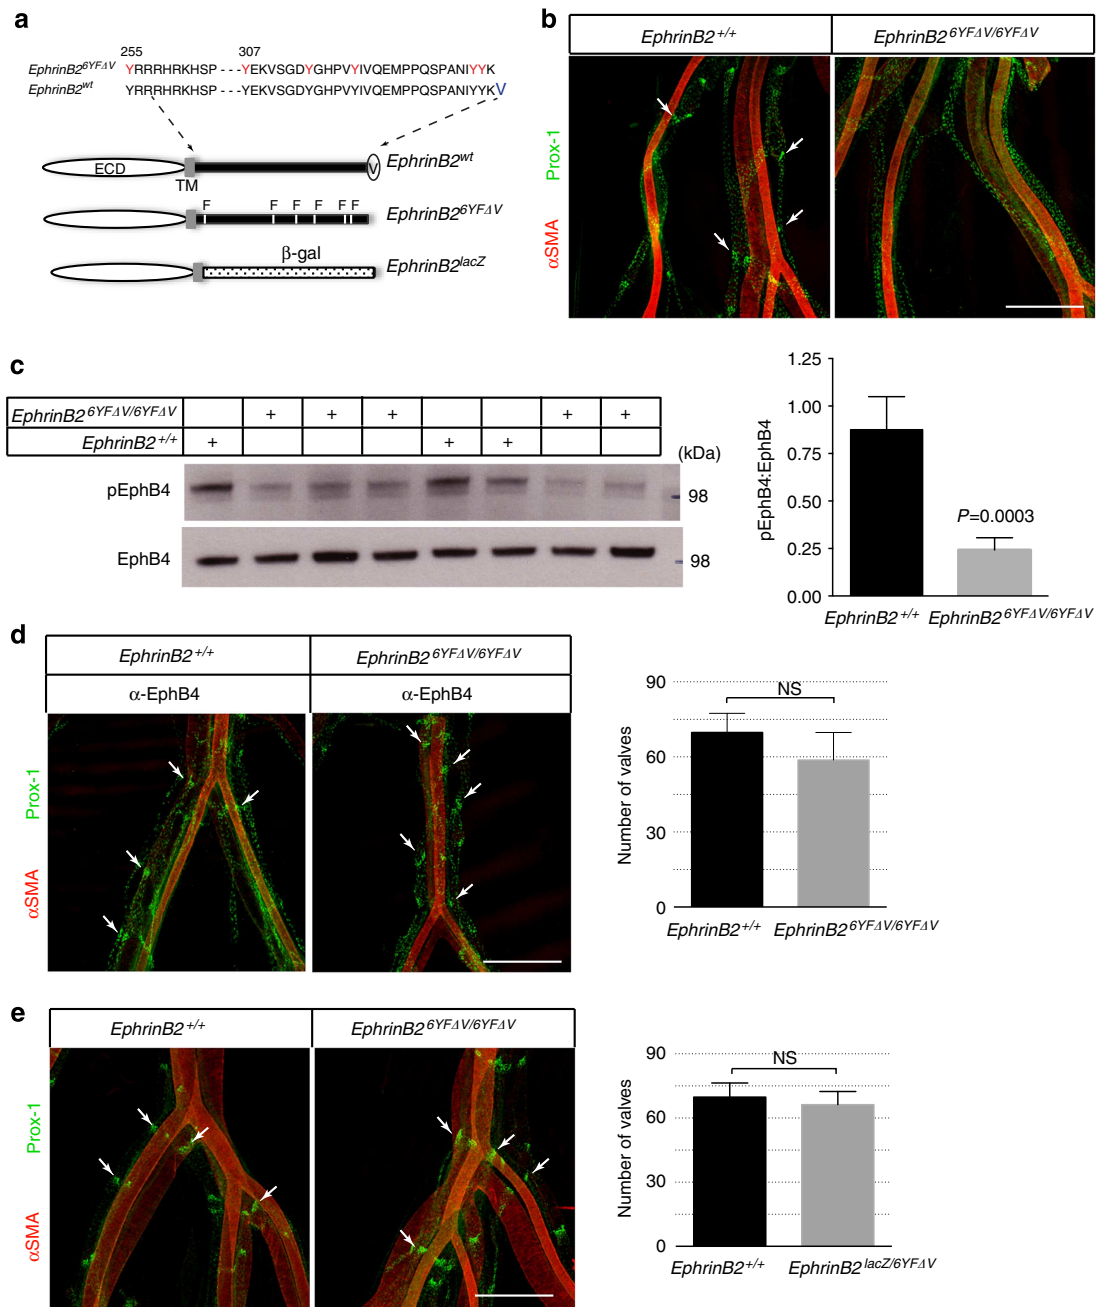 a
255 307
EphrinB2^6YFΔV YRRRHRKHSP ---YEKVSGDYGHPVYIVQEMPPQSPANIYYK
EphrinB2^wt YRRRHRKHSP ---YEKVSGDYGHPVYIVQEMPPQSPANIYYKV
ECD
TM
V
EphrinB2^wt
F F F F F F
EphrinB2^6YFΔV
β-gal
EphrinB2^lacZ
b
EphrinB2^+/+ EphrinB2^6YFΔV/6YFΔV
Prox-1
αSMA
c
EphrinB2^6YFΔV/6YFΔV + + + + +
EphrinB2^+/+ + + +
(kDa)
pEphB4
98
EphB4
98
pEphB4:EphB4
1.25
1.00
0.75
0.50
0.25
0.00
P=0.0003
EphrinB2^+/+ EphrinB2^6YFΔV/6YFΔV
d
EphrinB2^+/+ EphrinB2^6YFΔV/6YFΔV
α-EphB4 α-EphB4
Prox-1
αSMA
Number of valves
90
60
30
0
NS
EphrinB2^+/+ EphrinB2^6YFΔV/6YFΔV
e
EphrinB2^+/+ EphrinB2^6YFΔV/6YFΔV
Prox-1
αSMA
Number of valves
90
60
30
0
NS
EphrinB2^+/+ EphrinB2^lacZ/6YFΔV